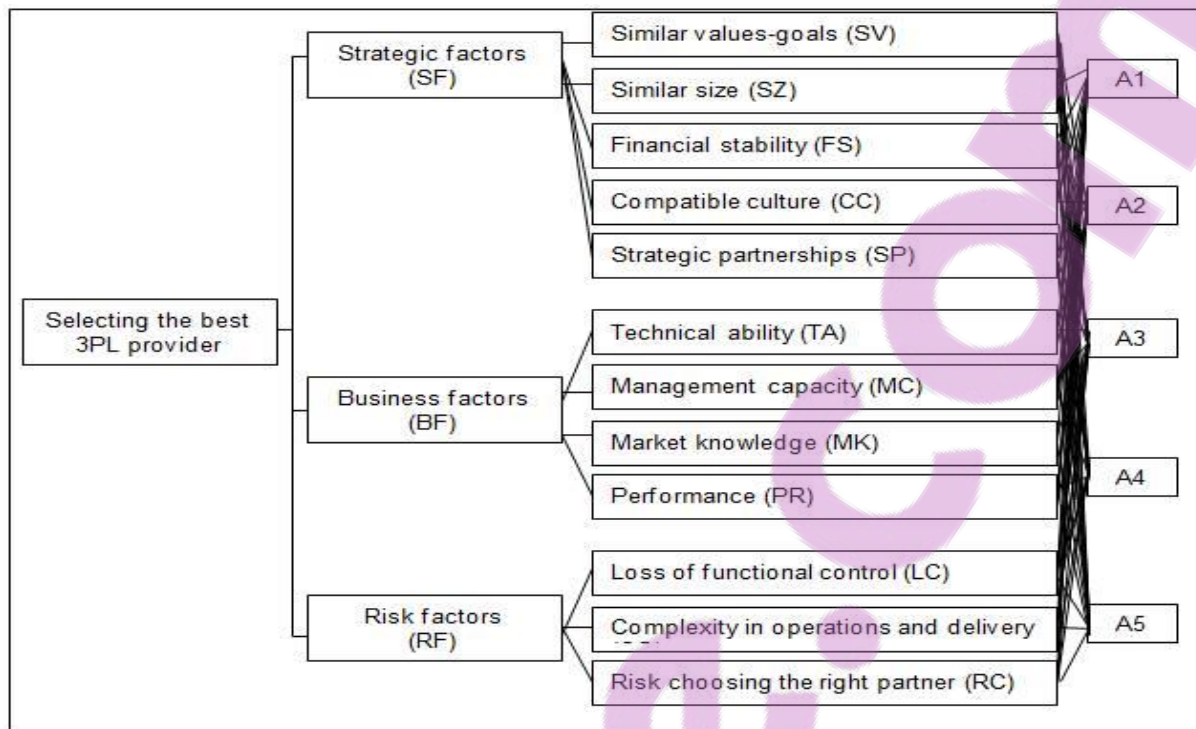 Selecting the best
3PL provider
Strategic factors
(SF)
Similar values-goals (SV)
Similar size (SZ)
Financial stability (FS)
Compatible culture (CC)
Strategic partnerships (SP)
Business factors
(BF)
Technical ability (TA)
Management capacity (MC)
Market knowledge (MK)
Performance (PR)
Risk factors
(RF)
Loss of functional control (LC)
Complexity in operations and delivery
Risk choosing the right partner (RC)
A1
A2
A3
A4
A5
e.com